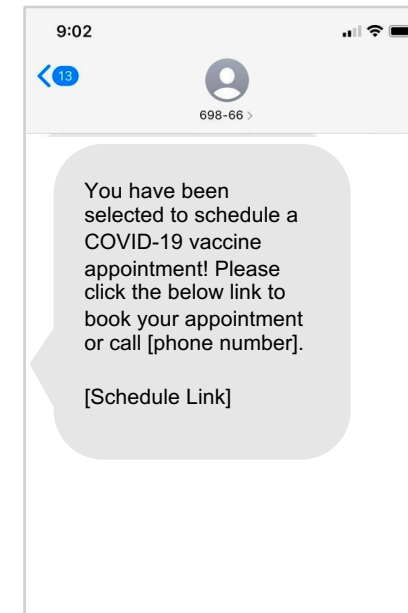 9:02
13
698-66 >
You have been
selected to schedule a
COVID-19 vaccine
appointment! Please
click the below link to
book your appointment
or call [phone number].
[Schedule Link]